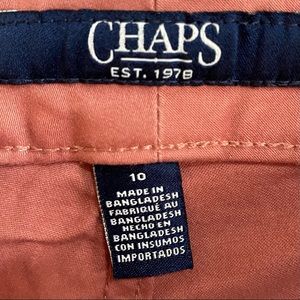 CHAPS
EST. 1978
10
MADE IN
BANGLADESH
FABRIQUÉ AU
BANGLADESH
HECHO EN
BANGLADESH
CON INSUMOS
IMPORTADOS